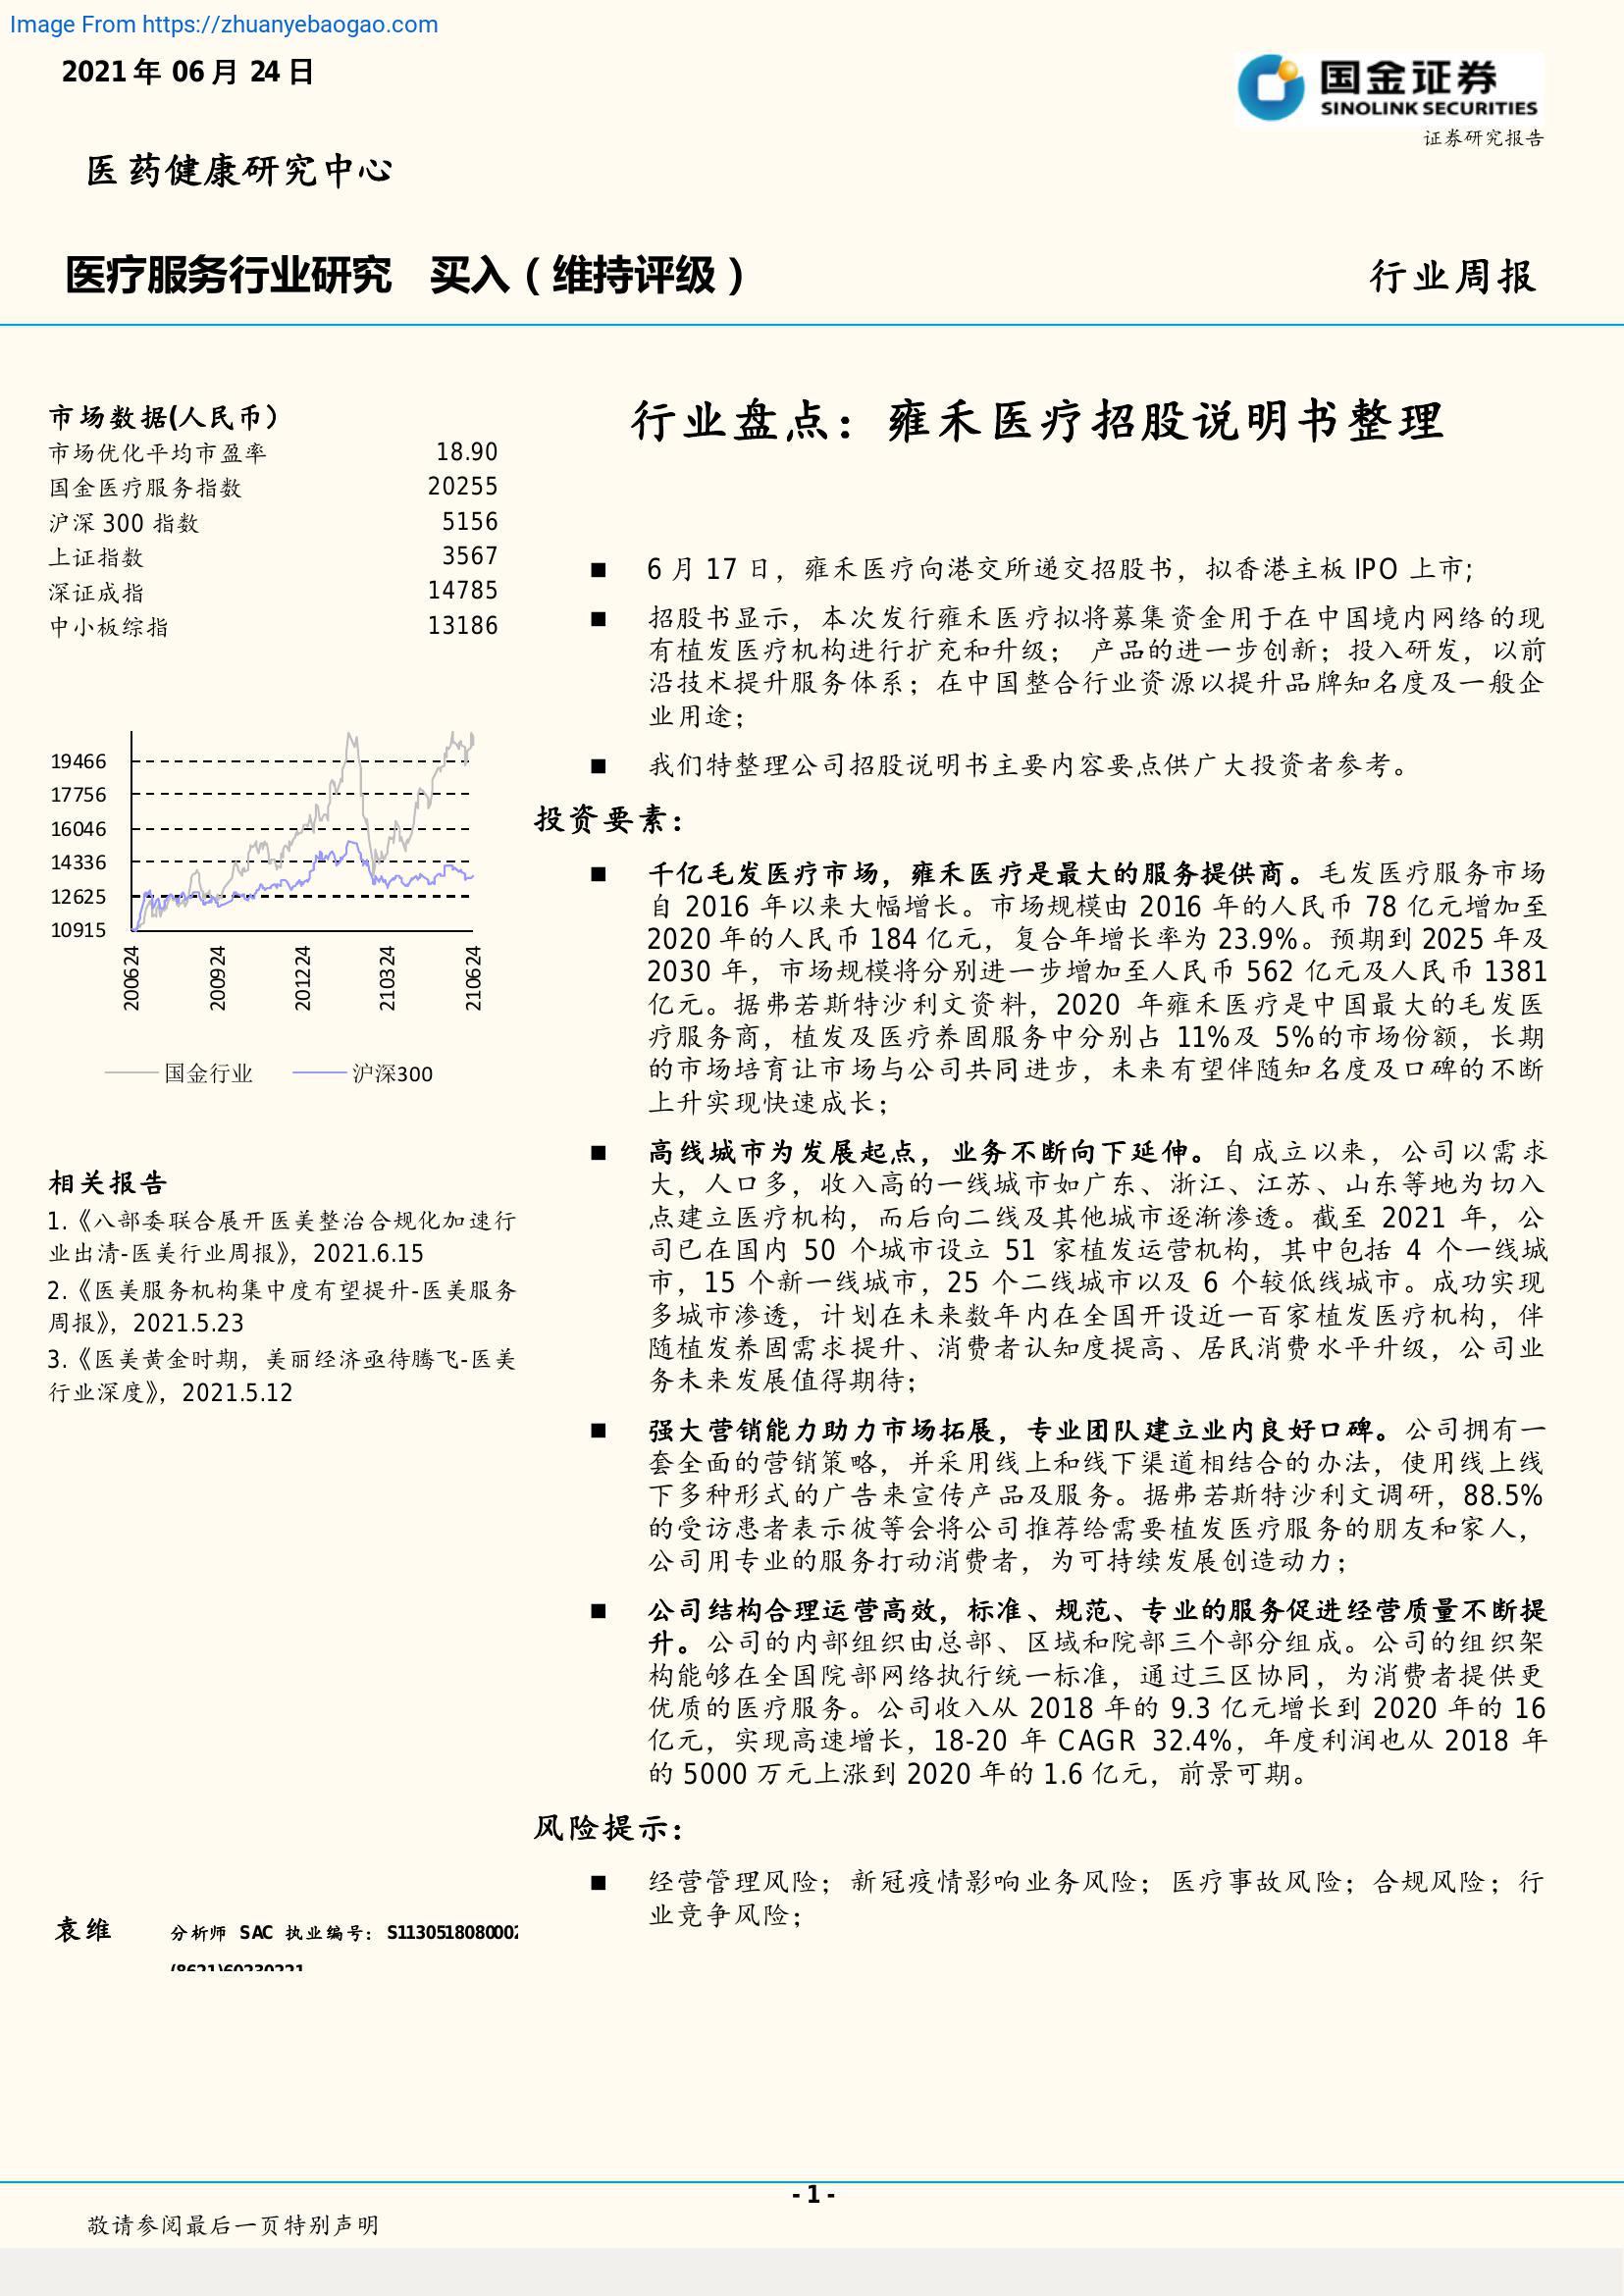 Image From https://zhuanyebaogao.com
2021 年 06 月 24 日
国金证券
SINOLINK SECURITIES
证券研究报告
医药健康研究中心
医疗服务行业研究 买入（维持评级）
行业周报
市场数据(人民币）
市场优化平均市盈率 18.90
国金医疗服务指数 20255
沪深 300 指数 5156
上证指数 3567
深证成指 14785
中小板综指 13186
19466
17756
16046
14336
12625
10915
200624
200924
201224
210324
210624
国金行业 沪深300
相关报告
1.《八部委联合展开医美整治合规化加速行
业出清-医美行业周报》，2021.6.15
2.《医美服务机构集中度有望提升-医美服务
周报》，2021.5.23
3.《医美黄金时期，美丽经济亟待腾飞-医美
行业深度》，2021.5.12
袁维 分析师 SAC 执业编号：S1130518080002
(8621)60230221
行业盘点：雍禾医疗招股说明书整理
■ 6 月 17 日，雍禾医疗向港交所递交招股书，拟香港主板 IPO 上市;
■ 招股书显示，本次发行雍禾医疗拟将募集资金用于在中国境内网络的现
有植发医疗机构进行扩充和升级； 产品的进一步创新；投入研发，以前
沿技术提升服务体系；在中国整合行业资源以提升品牌知名度及一般企
业用途；
■ 我们特整理公司招股说明书主要内容要点供广大投资者参考。
投资要素：
■ 千亿毛发医疗市场，雍禾医疗是最大的服务提供商。毛发医疗服务市场
自 2016 年以来大幅增长。市场规模由 2016 年的人民币 78 亿元增加至
2020 年的人民币 184 亿元，复合年增长率为 23.9%。预期到 2025 年及
2030 年，市场规模将分别进一步增加至人民币 562 亿元及人民币 1381
亿元。据弗若斯特沙利文资料，2020 年雍禾医疗是中国最大的毛发医
疗服务商，植发及医疗养固服务中分别占 11%及 5%的市场份额，长期
的市场培育让市场与公司共同进步，未来有望伴随知名度及口碑的不断
上升实现快速成长；
■ 高线城市为发展起点，业务不断向下延伸。自成立以来，公司以需求
大，人口多，收入高的一线城市如广东、浙江、江苏、山东等地为切入
点建立医疗机构，而后向二线及其他城市逐渐渗透。截至 2021 年，公
司已在国内 50 个城市设立 51 家植发运营机构，其中包括 4 个一线城
市，15 个新一线城市，25 个二线城市以及 6 个较低线城市。成功实现
多城市渗透，计划在未来数年内在全国开设近一百家植发医疗机构，伴
随植发养固需求提升、消费者认知度提高、居民消费水平升级，公司业
务未来发展值得期待；
■ 强大营销能力助力市场拓展，专业团队建立业内良好口碑。公司拥有一
套全面的营销策略，并采用线上和线下渠道相结合的办法，使用线上线
下多种形式的广告来宣传产品及服务。据弗若斯特沙利文调研，88.5%
的受访患者表示彼等会将公司推荐给需要植发医疗服务的朋友和家人，
公司用专业的服务打动消费者，为可持续发展创造动力；
■ 公司结构合理运营高效，标准、规范、专业的服务促进经营质量不断提
升。公司的内部组织由总部、区域和院部三个部分组成。公司的组织架
构能够在全国院部网络执行统一标准，通过三区协同，为消费者提供更
优质的医疗服务。公司收入从 2018 年的 9.3 亿元增长到 2020 年的 16
亿元，实现高速增长，18-20 年 CAGR 32.4%，年度利润也从 2018 年
的 5000 万元上涨到 2020 年的 1.6 亿元，前景可期。
风险提示：
■ 经营管理风险；新冠疫情影响业务风险；医疗事故风险；合规风险；行
业竞争风险；
- 1 -
敬请参阅最后一页特别声明